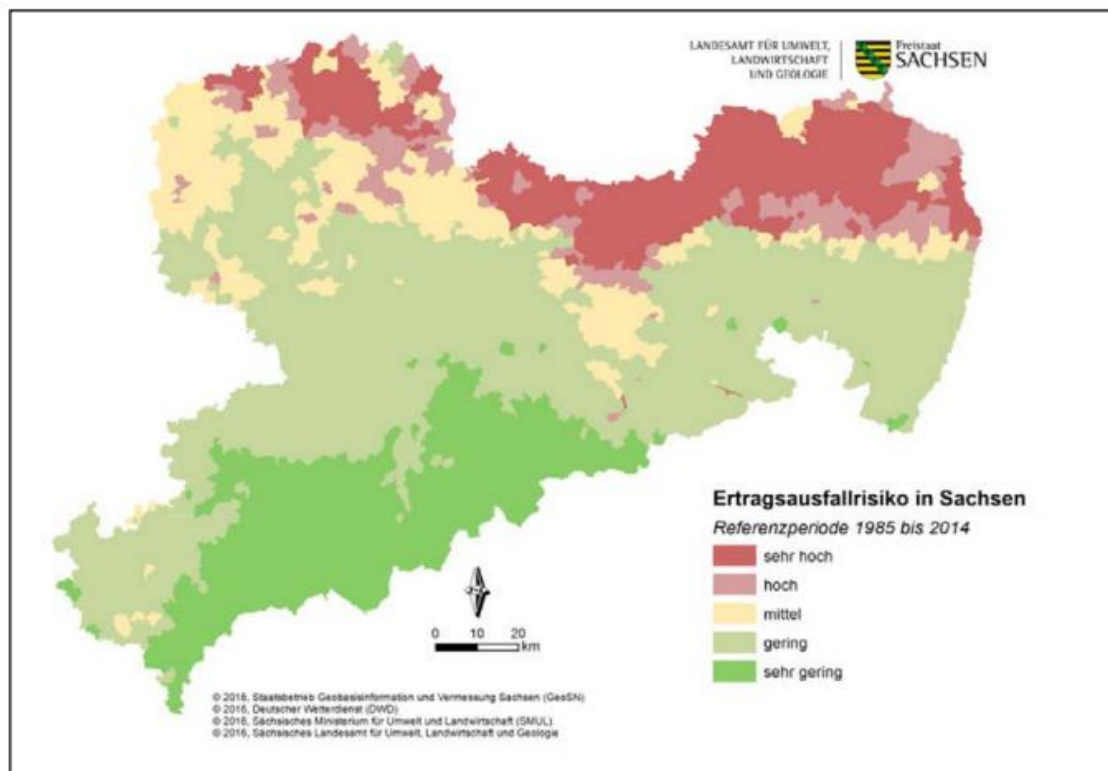 LANDESAMT FÜR UMWELT,
LANDWIRTSCHAFT
UND GEOLOGIE
Freistaat
SACHSEN
Ertragsausfallrisiko in Sachsen
Referenzperiode 1985 bis 2014
sehr hoch
hoch
mittel
gering
sehr gering
0 10 20
km
© 2016, Staatsbetrieb Geobasisinformation und Vermessung Sachsen (GeoSN)
© 2016, Deutscher Wetterdienst (DWD)
© 2016, Sächsisches Ministerium für Umwelt und Landwirtschaft (SMUL)
© 2016, Sächsisches Landesamt für Umwelt, Landwirtschaft und Geologie